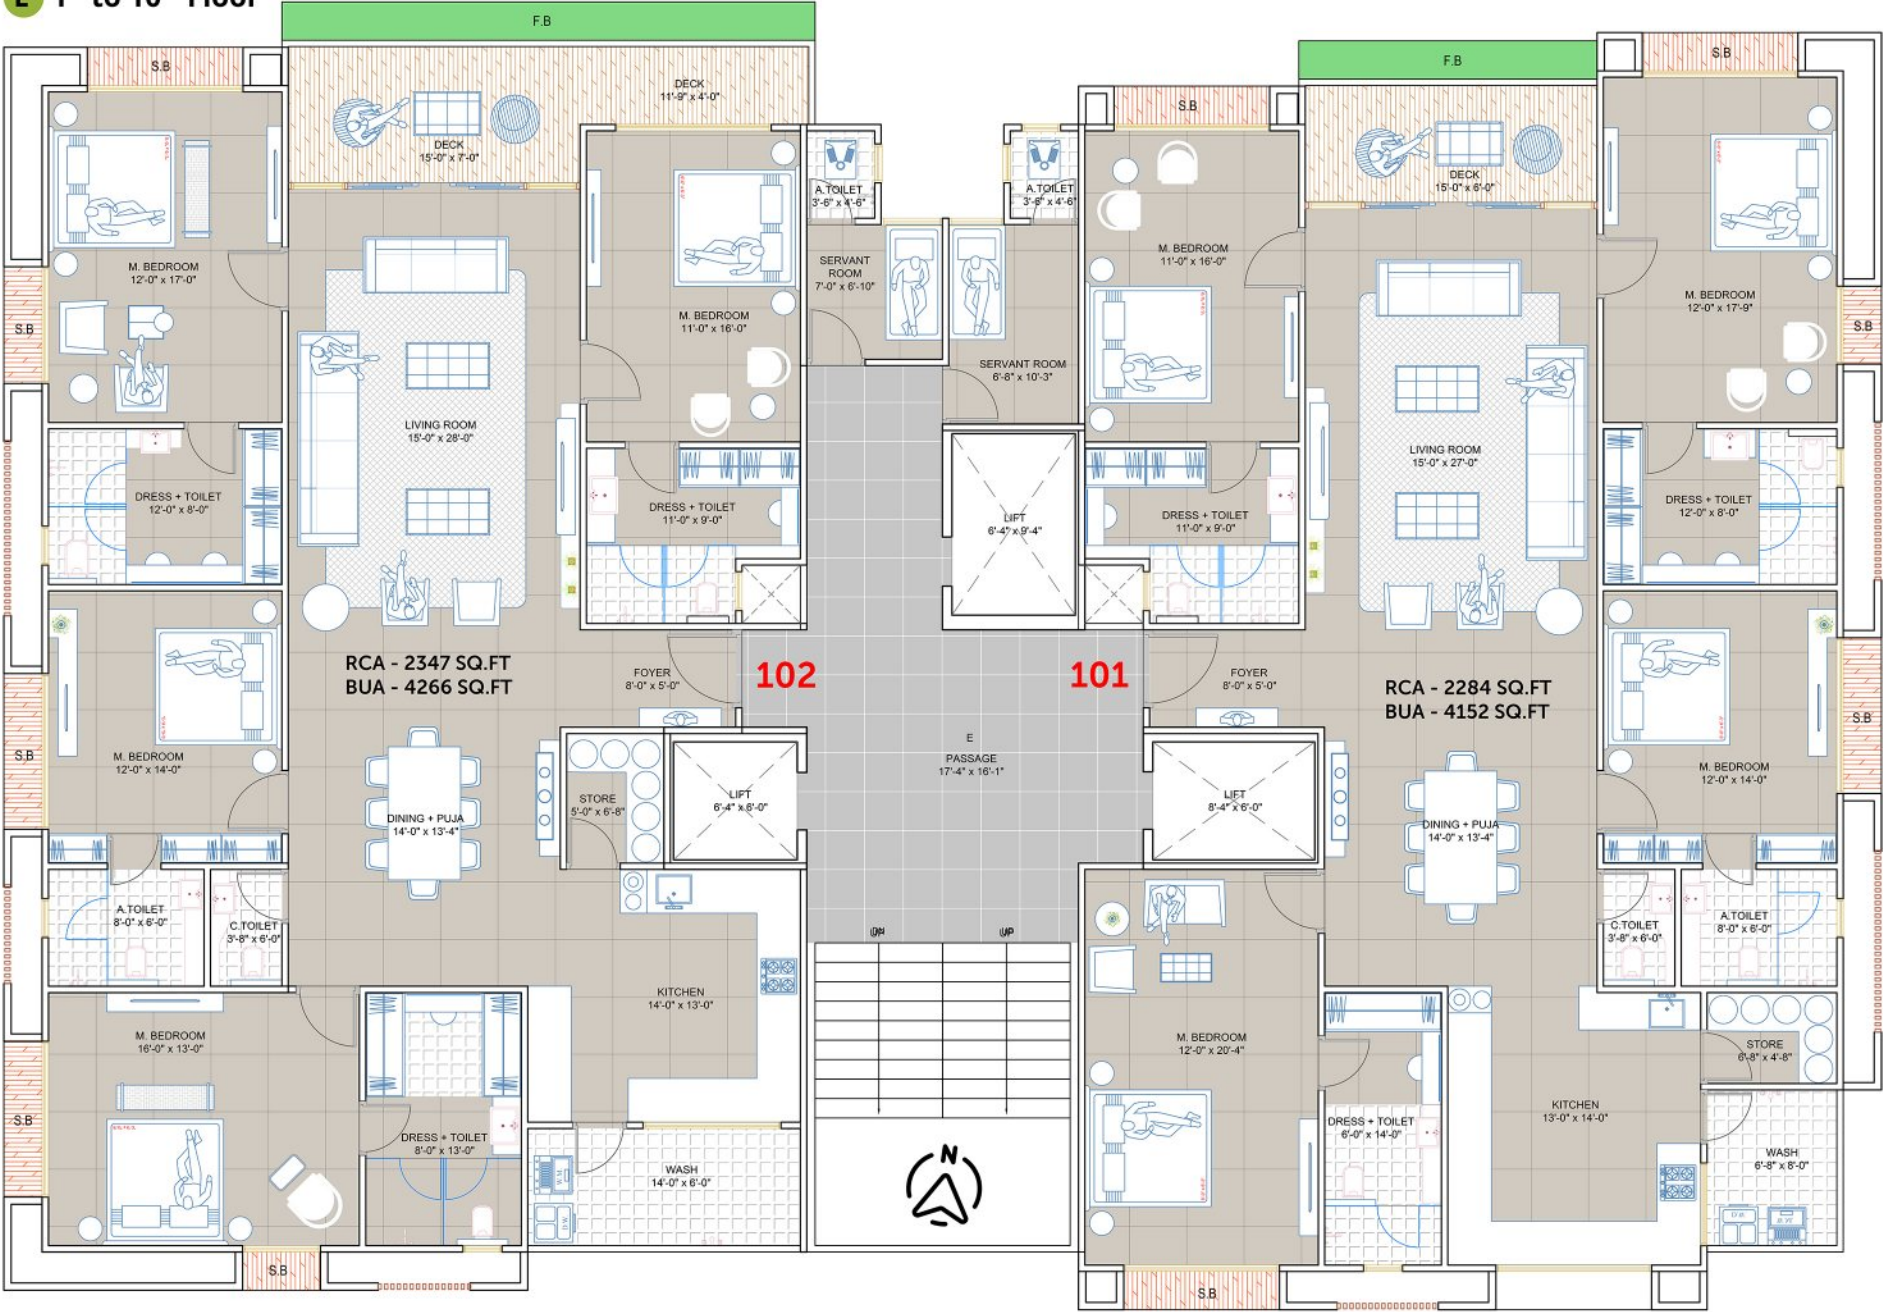 E
F.B
F.B
S.B
DECK
11'-9" x 4'-0"
DECK
15'-0" x 7'-0"
M. BEDROOM
12'-0" x 17'-0"
S.B
M. BEDROOM
11'-0" x 16'-0"
A.TOILET
3'-6" x 4'-6"
SERVANT
ROOM
7'-0" x 6'-10"
LIVING ROOM
15'-0" x 28'-0"
DRESS + TOILET
12'-0" x 8'-0"
DRESS + TOILET
11'-0" x 9'-0"
RCA - 2347 SQ.FT
BUA - 4266 SQ.FT
FOYER
8'-0" x 5'-0"
102
M. BEDROOM
12'-0" x 14'-0"
S.B
DINING + PUJA
14'-0" x 13'-4"
STORE
5'-0" x 6'-8"
LIFT
6'-4" x 6'-0"
A.TOILET
8'-0" x 6'-0"
C.TOILET
3'-8" x 6'-0"
KITCHEN
14'-0" x 13'-0"
M. BEDROOM
16'-0" x 13'-0"
S.B
DRESS + TOILET
8'-0" x 13'-0"
WASH
14'-0" x 6'-0"
W.M.
D.W.
S.B
LIFT
6'-4" x 9'-4"
E
PASSAGE
17'-4" x 16'-1"
DN
UP
N
A.TOILET
3'-6" x 4'-6"
SERVANT ROOM
6'-8" x 10'-3"
S.B
M. BEDROOM
11'-0" x 16'-0"
DECK
15'-0" x 6'-0"
S.B
M. BEDROOM
12'-0" x 17'-9"
S.B
LIVING ROOM
15'-0" x 27'-0"
DRESS + TOILET
11'-0" x 9'-0"
DRESS + TOILET
12'-0" x 8'-0"
101
FOYER
8'-0" x 5'-0"
RCA - 2284 SQ.FT
BUA - 4152 SQ.FT
M. BEDROOM
12'-0" x 14'-0"
S.B
LIFT
8'-4" x 6'-0"
DINING + PUJA
14'-0" x 13'-4"
C.TOILET
3'-8" x 6'-0"
A.TOILET
8'-0" x 6'-0"
M. BEDROOM
12'-0" x 20'-4"
STORE
6'-8" x 4'-8"
DRESS + TOILET
6'-0" x 14'-0"
KITCHEN
13'-0" x 14'-0"
WASH
6'-8" x 8'-0"
D.W.
W.M.
S.B